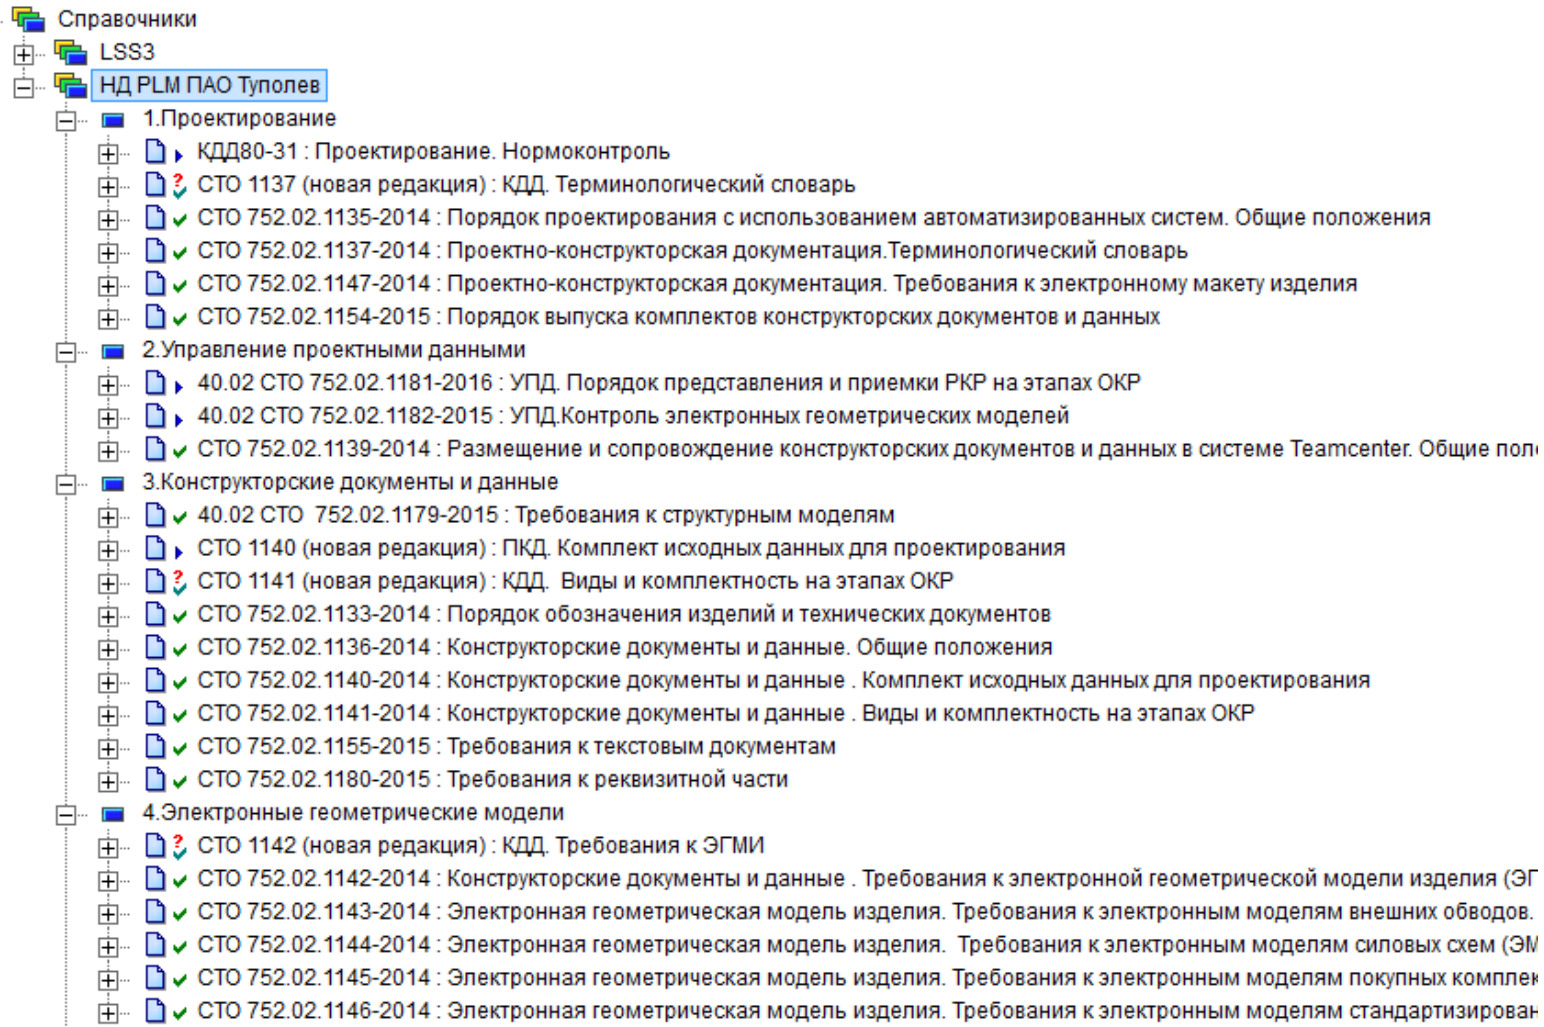 Справочники
LSS3
НД PLM ПАО Туполев
1.Проектирование
КДД80-31 : Проектирование. Нормоконтроль
СТО 1137 (новая редакция) : КДД. Терминологический словарь
СТО 752.02.1135-2014 : Порядок проектирования с использованием автоматизированных систем. Общие положения
СТО 752.02.1137-2014 : Проектно-конструкторская документация.Терминологический словарь
СТО 752.02.1147-2014 : Проектно-конструкторская документация. Требования к электронному макету изделия
СТО 752.02.1154-2015 : Порядок выпуска комплектов конструкторских документов и данных
2.Управление проектными данными
40.02 СТО 752.02.1181-2016 : УПД. Порядок представления и приемки РКР на этапах ОКР
40.02 СТО 752.02.1182-2015 : УПД.Контроль электронных геометрических моделей
СТО 752.02.1139-2014 : Размещение и сопровождение конструкторских документов и данных в системе Teamcenter. Общие
3.Конструкторские документы и данные
40.02 СТО  752.02.1179-2015 : Требования к структурным моделям
СТО 1140 (новая редакция) : ПКД. Комплект исходных данных для проектирования
СТО 1141 (новая редакция) : КДД.  Виды и комплектность на этапах ОКР
СТО 752.02.1133-2014 : Порядок обозначения изделий и технических документов
СТО 752.02.1136-2014 : Конструкторские документы и данные. Общие положения
СТО 752.02.1140-2014 : Конструкторские документы и данные . Комплект исходных данных для проектирования
СТО 752.02.1141-2014 : Конструкторские документы и данные . Виды и комплектность на этапах ОКР
СТО 752.02.1155-2015 : Требования к текстовым документам
СТО 752.02.1180-2015 : Требования к реквизитной части
4.Электронные геометрические модели
СТО 1142 (новая редакция) : КДД. Требования к ЭГМИ
СТО 752.02.1142-2014 : Конструкторские документы и данные . Требования к электронной геометрической модели изделия
СТО 752.02.1143-2014 : Электронная геометрическая модель изделия. Требования к электронным моделям внешних обводов.
СТО 752.02.1144-2014 : Электронная геометрическая модель изделия.  Требования к электронным моделям силовых схем
СТО 752.02.1145-2014 : Электронная геометрическая модель изделия. Требования к электронным моделям покупных
СТО 752.02.1146-2014 : Электронная геометрическая модель изделия. Требования к электронным моделям